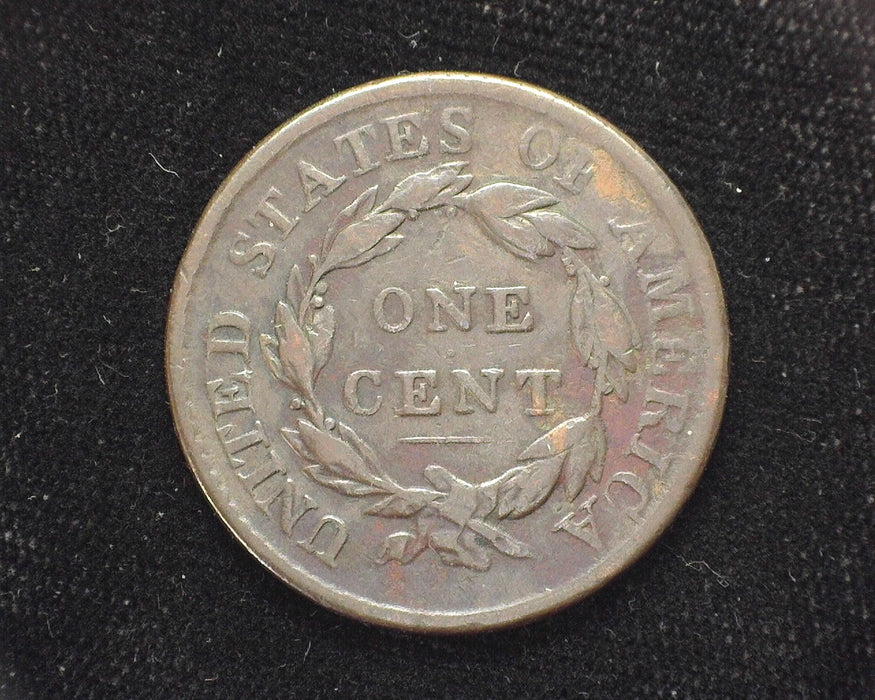 UNITED STATES OF AMERICA
ONE
CENT